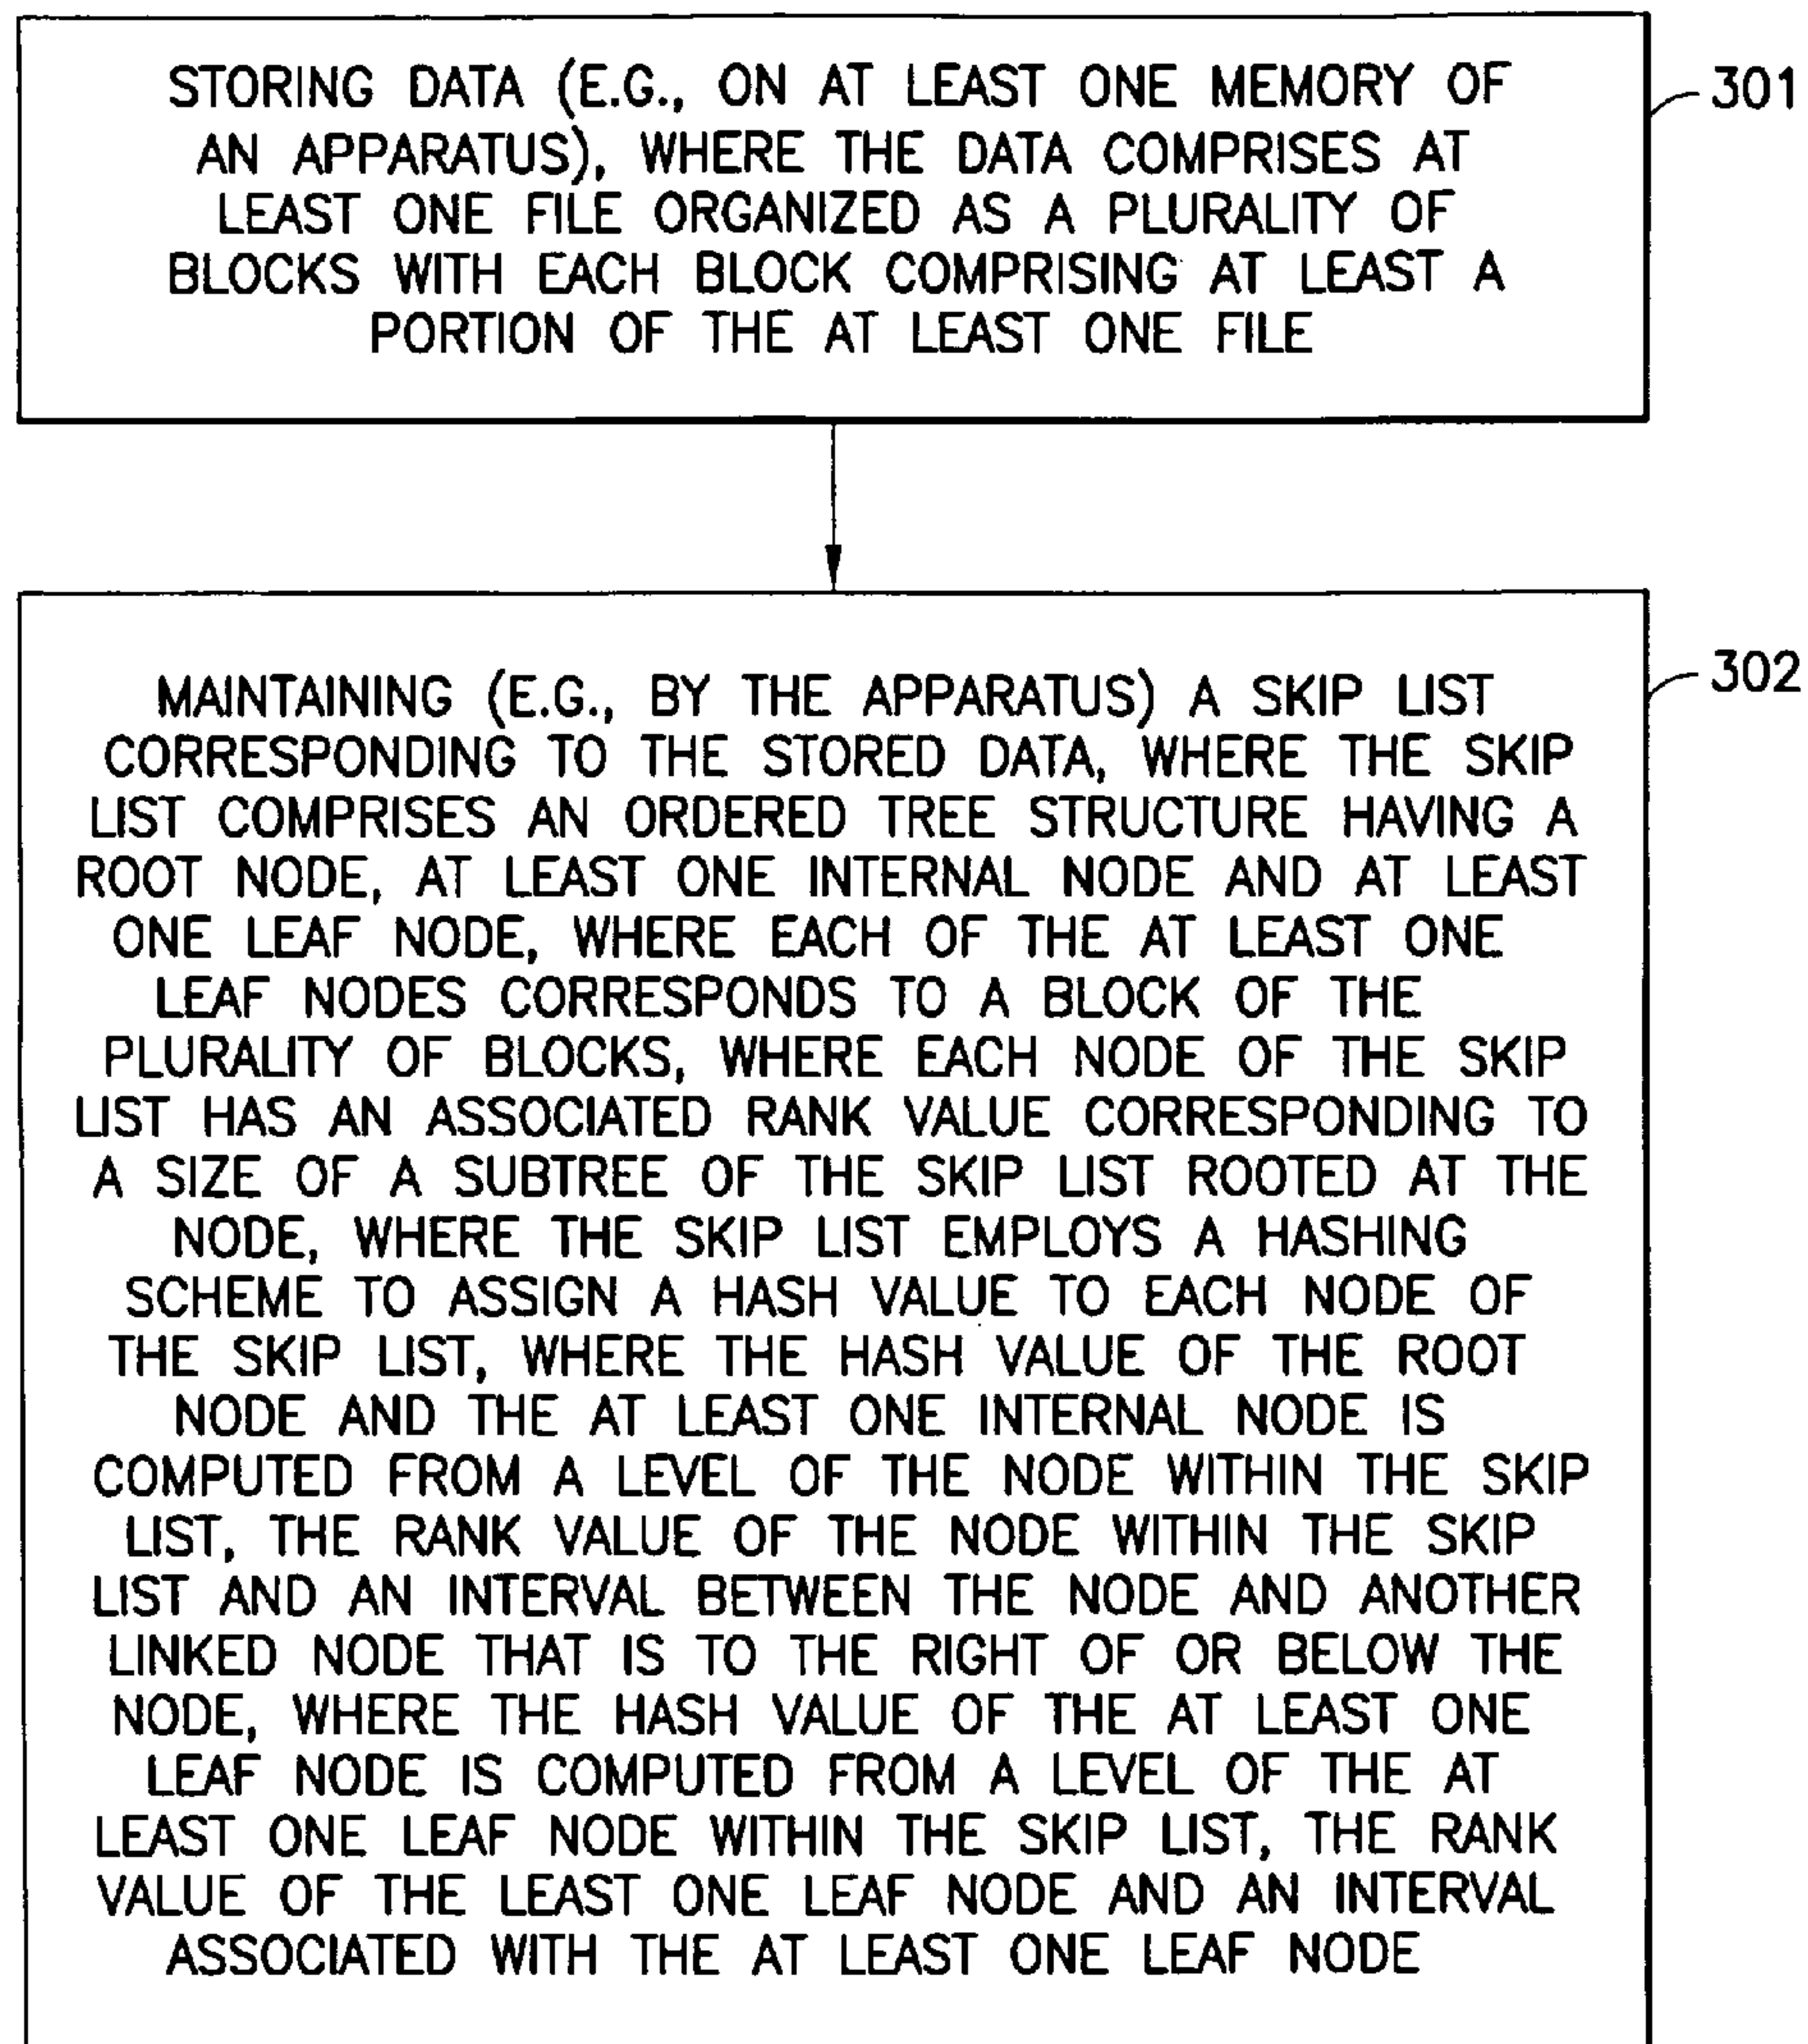 STORING DATA (E.G., ON AT LEAST ONE MEMORY OF
AN APPARATUS), WHERE THE DATA COMPRISES AT
LEAST ONE FILE ORGANIZED AS A PLURALITY OF
BLOCKS WITH EACH BLOCK COMPRISING AT LEAST A
PORTION OF THE AT LEAST ONE FILE
301
MAINTAINING (E.G., BY THE APPARATUS) A SKIP LIST
CORRESPONDING TO THE STORED DATA, WHERE THE SKIP
LIST COMPRISES AN ORDERED TREE STRUCTURE HAVING A
ROOT NODE, AT LEAST ONE INTERNAL NODE AND AT LEAST
ONE LEAF NODE, WHERE EACH OF THE AT LEAST ONE
LEAF NODES CORRESPONDS TO A BLOCK OF THE
PLURALITY OF BLOCKS, WHERE EACH NODE OF THE SKIP
LIST HAS AN ASSOCIATED RANK VALUE CORRESPONDING TO
A SIZE OF A SUBTREE OF THE SKIP LIST ROOTED AT THE
NODE, WHERE THE SKIP LIST EMPLOYS A HASHING
SCHEME TO ASSIGN A HASH VALUE TO EACH NODE OF
THE SKIP LIST, WHERE THE HASH VALUE OF THE ROOT
NODE AND THE AT LEAST ONE INTERNAL NODE IS
COMPUTED FROM A LEVEL OF THE NODE WITHIN THE SKIP
LIST, THE RANK VALUE OF THE NODE WITHIN THE SKIP
LIST AND AN INTERVAL BETWEEN THE NODE AND ANOTHER
LINKED NODE THAT IS TO THE RIGHT OF OR BELOW THE
NODE, WHERE THE HASH VALUE OF THE AT LEAST ONE
LEAF NODE IS COMPUTED FROM A LEVEL OF THE AT
LEAST ONE LEAF NODE WITHIN THE SKIP LIST, THE RANK
VALUE OF THE LEAST ONE LEAF NODE AND AN INTERVAL
ASSOCIATED WITH THE AT LEAST ONE LEAF NODE
302